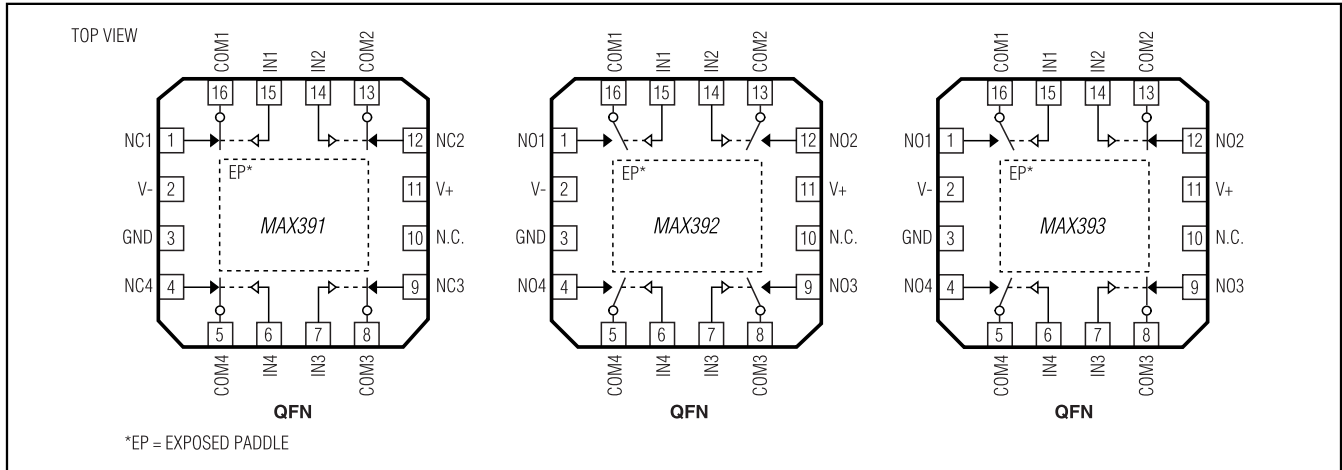 TOP VIEW
COM1 IN1 IN2 COM2
16 15 14 13
NC1 1 12 NC2
EP*
V- 2 11 V+
MAX391
GND 3 10 N.C.
NC4 4 9 NC3
5 6 7 8
COM4 IN4 IN3 COM3
QFN
COM1 IN1 IN2 COM2
16 15 14 13
NO1 1 12 NO2
EP*
V- 2 11 V+
MAX392
GND 3 10 N.C.
NO4 4 9 NO3
5 6 7 8
COM4 IN4 IN3 COM3
QFN
COM1 IN1 IN2 COM2
16 15 14 13
NO1 1 12 NO2
EP*
V- 2 11 V+
MAX393
GND 3 10 N.C.
NO4 4 9 NO3
5 6 7 8
COM4 IN4 IN3 COM3
QFN
*EP = EXPOSED PADDLE